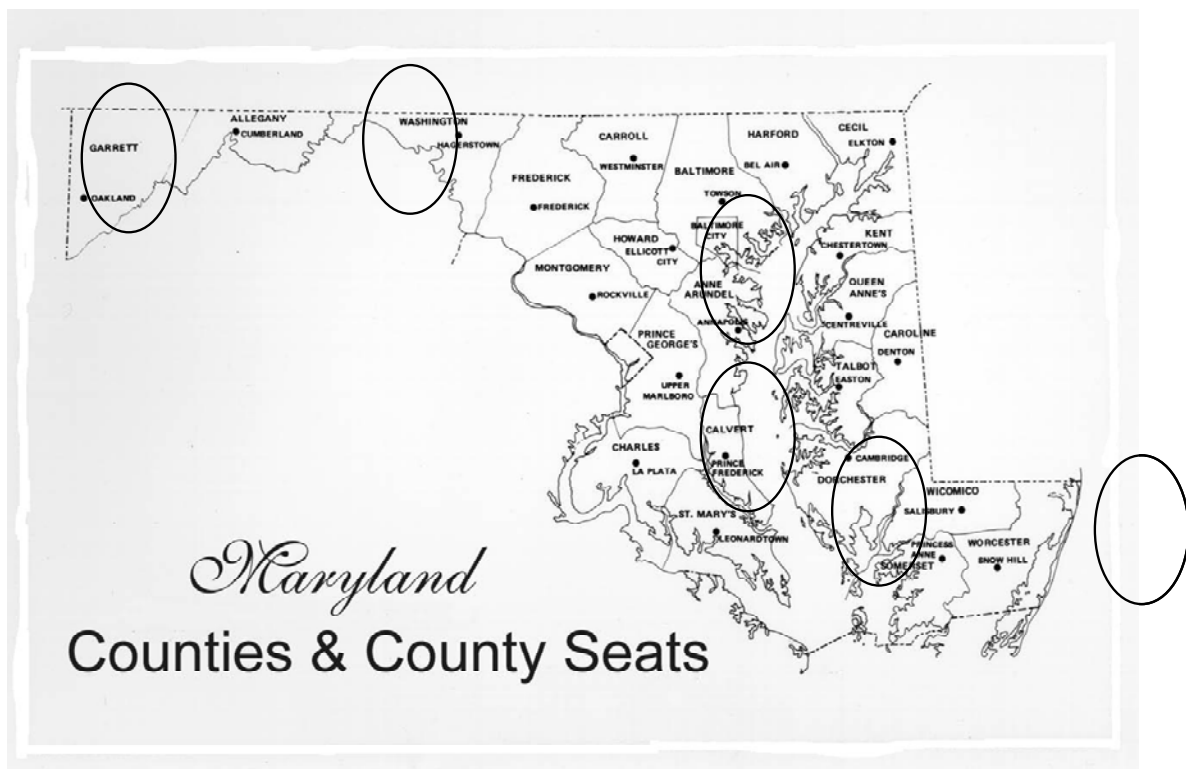 ALLEGANY
CUMBERLAND
GARRETT
OAKLAND
WASHINGTON
HAGERSTOWN
FREDERICK
FREDERICK
CARROLL
WESTMINSTER
BALTIMORE
TOWSON
HARFORD
BEL AIR
CECIL
ELKTON
BALTIMORE
CITY
HOWARD
ELLICOTT
CITY
KENT
CHESTERTOWN
MONTGOMERY
ROCKVILLE
ANNE
ARUNDEL
ANNAPOLIS
QUEEN
ANNE'S
CENTREVILLE
PRINCE
GEORGE'S
UPPER
MARLBORO
CAROLINE
DENTON
TALBOT
EASTON
CALVERT
PRINCE
FREDERICK
CHARLES
LA PLATA
CAMBRIDGE
DORCHESTER
WICOMICO
SALISBURY
ST. MARY'S
LEONARDTOWN
PRINCESS
ANNE
SOMERSET
WORCESTER
SNOW HILL
Maryland
Counties & County Seats